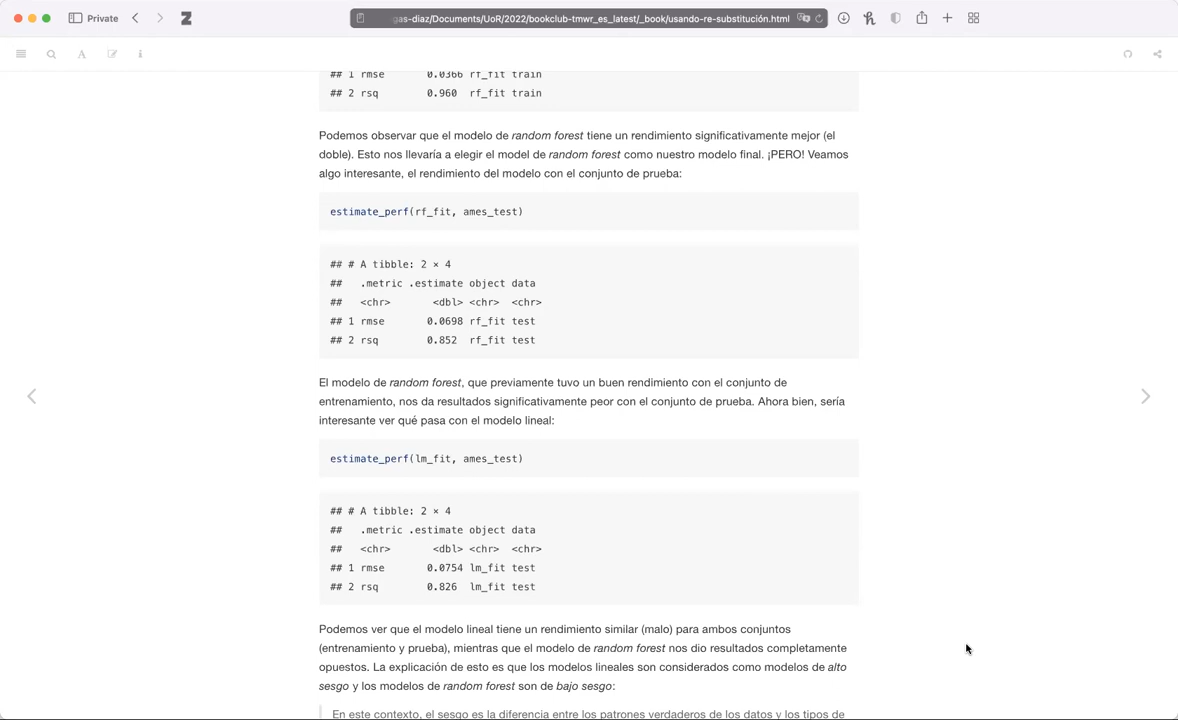 Private
gas-diaz/Documents/UoR/2022/bookclub-tmwr_es_latest/_book/usando-re-substitución.html
## 1 rmse 0.0366 rf_fit train
## 2 rsq 0.960 rf_fit train
Podemos observar que el modelo de random forest tiene un rendimiento significativamente mejor (el
doble). Esto nos llevaría a elegir el model de random forest como nuestro modelo final. ¡PERO! Veamos
algo interesante, el rendimiento del modelo con el conjunto de prueba:
estimate_perf(rf_fit, ames_test)
## # A tibble: 2 × 4
## .metric .estimate object data
## <chr> <dbl> <chr> <chr>
## 1 rmse 0.0698 rf_fit test
## 2 rsq 0.852 rf_fit test
El modelo de random forest, que previamente tuvo un buen rendimiento con el conjunto de
entrenamiento, nos da resultados significativamente peor con el conjunto de prueba. Ahora bien, sería
interesante ver qué pasa con el modelo lineal:
estimate_perf(lm_fit, ames_test)
## # A tibble: 2 × 4
## .metric .estimate object data
## <chr> <dbl> <chr> <chr>
## 1 rmse 0.0754 lm_fit test
## 2 rsq 0.826 lm_fit test
Podemos ver que el modelo lineal tiene un rendimiento similar (malo) para ambos conjuntos
(entrenamiento y prueba), mientras que el modelo de random forest nos dio resultados completamente
opuestos. La explicación de esto es que los modelos lineales son considerados como modelos de alto
sesgo y los modelos de random forest son de bajo sesgo:
En este contexto, el sesgo es la diferencia entre los patrones verdaderos de los datos y los tipos de